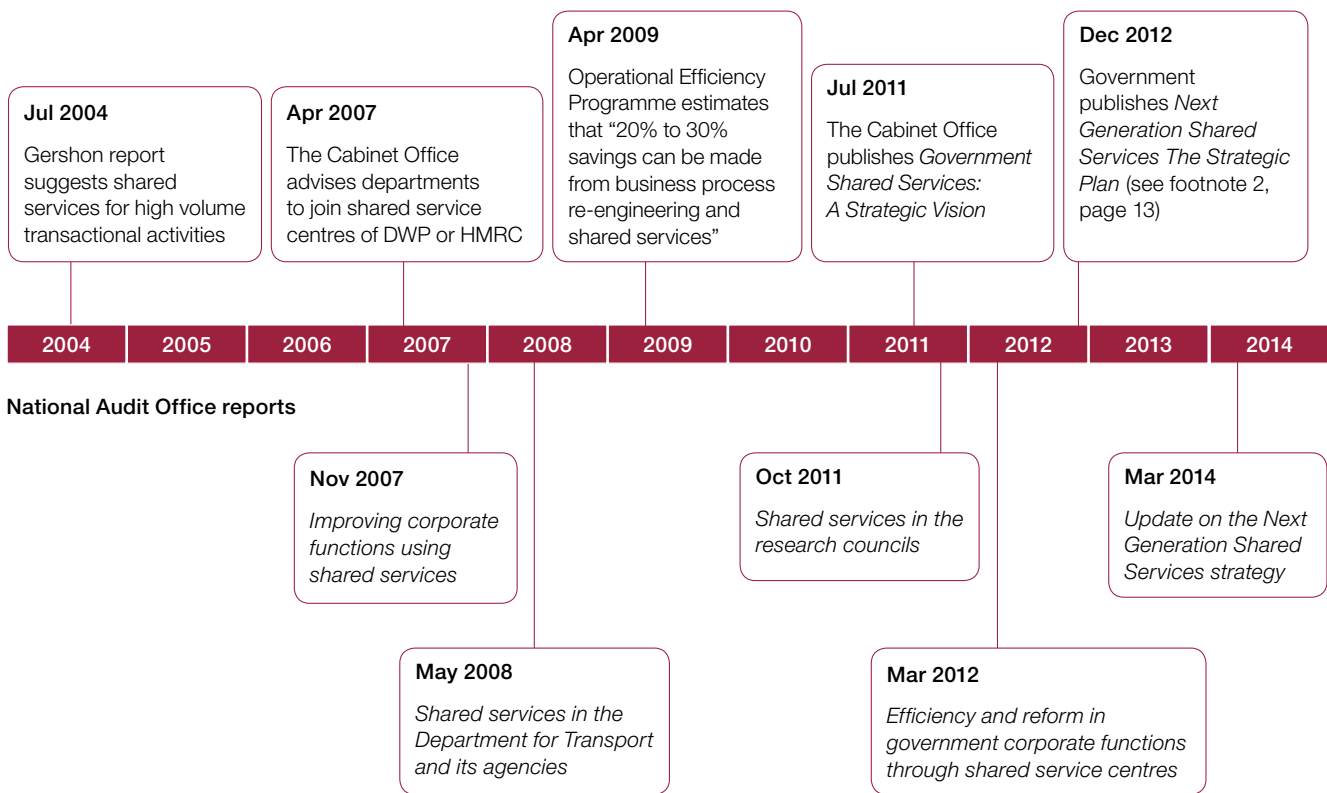 Jul 2004
Gershon report
suggests shared
services for high volume
transactional activities
Apr 2007
The Cabinet Office
advises departments
to join shared service
centres of DWP or HMRC
Apr 2009
Operational Efficiency
Programme estimates
that “20% to 30%
savings can be made
from business process
re-engineering and
shared services”
Jul 2011
The Cabinet Office
publishes Government
Shared Services:
A Strategic Vision
Dec 2012
Government
publishes Next
Generation Shared
Services The Strategic
Plan (see footnote 2,
page 13)
2004 2005 2006 2007 2008 2009 2010 2011 2012 2013 2014
National Audit Office reports
Nov 2007
Improving corporate
functions using
shared services
May 2008
Shared services in the
Department for Transport
and its agencies
Oct 2011
Shared services in the
research councils
Mar 2012
Efficiency and reform in
government corporate functions
through shared service centres
Mar 2014
Update on the Next
Generation Shared
Services strategy